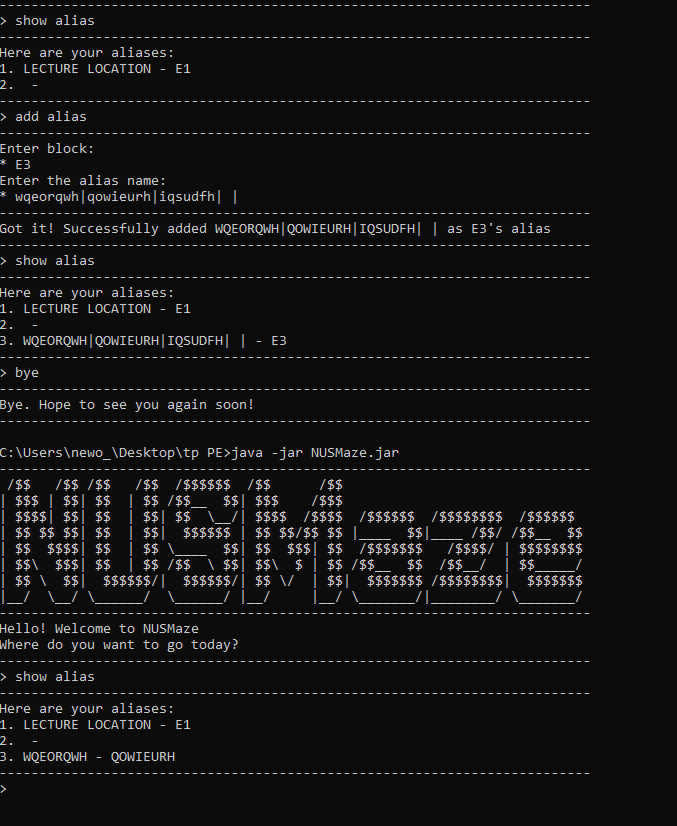 --------------------------------------------------------------------------
> show alias
--------------------------------------------------------------------------
Here are your aliases:
1. LECTURE LOCATION - E1
2.  -
--------------------------------------------------------------------------
> add alias
--------------------------------------------------------------------------
Enter block:
* E3
Enter the alias name:
* wqeorqwh|qowieurh|iqsudfh| |
--------------------------------------------------------------------------
Got it! Successfully added WQEORQWH|QOWIEURH|IQSUDFH| | as E3's alias
--------------------------------------------------------------------------
> show alias
--------------------------------------------------------------------------
Here are your aliases:
1. LECTURE LOCATION - E1
2.  -
3. WQEORQWH|QOWIEURH|IQSUDFH| | - E3
--------------------------------------------------------------------------
> bye
--------------------------------------------------------------------------
Bye. Hope to see you again soon!
--------------------------------------------------------------------------

C:\Users\newo_\Desktop\tp PE>java -jar NUSMaze.jar
--------------------------------------------------------------------------
 /$$   /$$ /$$   /$$  /$$$$$$  /$$      /$$
| $$$ | $$| $$  | $$ /$$__  $$| $$$    /$$$
| $$$$| $$| $$  | $$| $$  \__/| $$$$  /$$$$  /$$$$$$  /$$$$$$$$  /$$$$$$
| $$ $$ $$| $$  | $$|  $$$$$$ | $$ $$/$$ $$ |____  $$|____ /$$/ /$$__  $$
| $$  $$$$| $$  | $$ \____  $$| $$  $$$| $$  /$$$$$$$   /$$$$/ | $$$$$$$$
| $$\  $$$| $$  | $$ /$$  \ $$| $$\  $ | $$ /$$__  $$  /$$__/  | $$_____/
| $$ \  $$|  $$$$$$/|  $$$$$$/| $$ \/  | $$|  $$$$$$$ /$$$$$$$$|  $$$$$$$
|__/  \__/ \______/  \______/ |__/     |__/ \_______/|________/ \_______/
--------------------------------------------------------------------------
Hello! Welcome to NUSMaze
Where do you want to go today?
--------------------------------------------------------------------------
> show alias
--------------------------------------------------------------------------
Here are your aliases:
1. LECTURE LOCATION - E1
2.  -
3. WQEORQWH - QOWIEURH
--------------------------------------------------------------------------
>